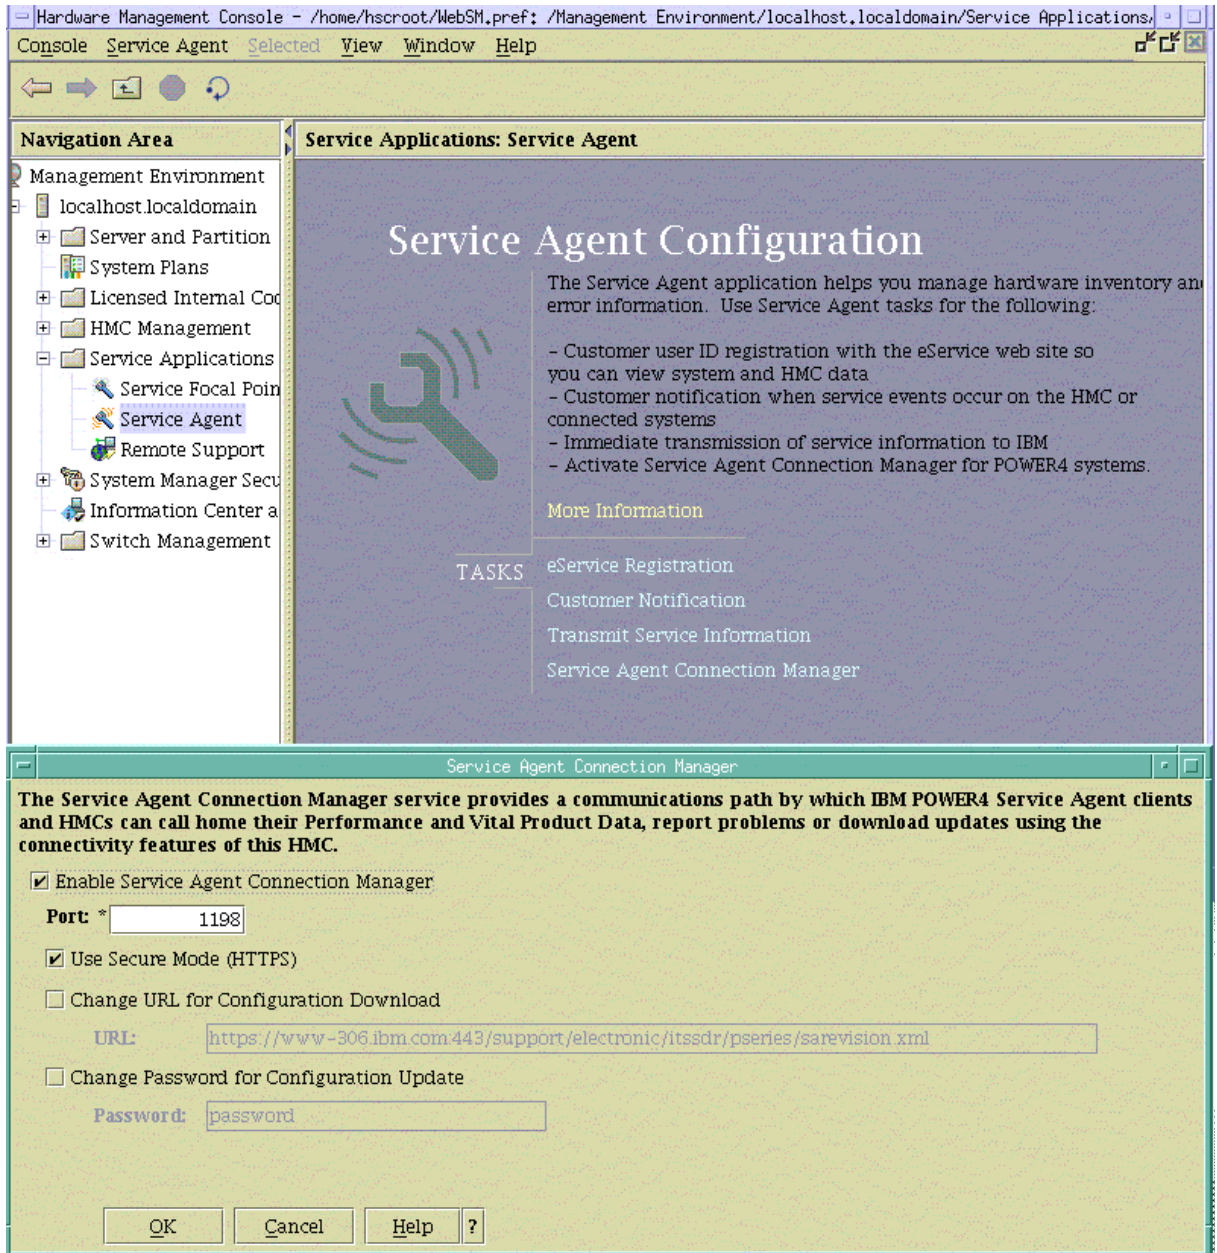 Hardware Management Console - /home/hscroot/WebSM.pref: /Management Environment/localhost.localdomain/Service Applications/
Console Service Agent Selected View Window Help
Navigation Area
Service Applications: Service Agent
Management Environment
localhost.localdomain
Server and Partition
System Plans
Licensed Internal Cod
HMC Management
Service Applications
Service Focal Poin
Service Agent
Remote Support
System Manager Secu
Information Center a
Switch Management
Service Agent Configuration
The Service Agent application helps you manage hardware inventory and
error information. Use Service Agent tasks for the following:
- Customer user ID registration with the eService web site so
you can view system and HMC data
- Customer notification when service events occur on the HMC or
connected systems
- Immediate transmission of service information to IBM
- Activate Service Agent Connection Manager for POWER4 systems.
More Information
TASKS
eService Registration
Customer Notification
Transmit Service Information
Service Agent Connection Manager
Service Agent Connection Manager
The Service Agent Connection Manager service provides a communications path by which IBM POWER4 Service Agent clients
and HMCs can call home their Performance and Vital Product Data, report problems or download updates using the
connectivity features of this HMC.
Enable Service Agent Connection Manager
Port: * 1198
Use Secure Mode (HTTPS)
Change URL for Configuration Download
URL: https://www-306.ibm.com:443/support/electronic/itssdr/pseries/sarevision.xml
Change Password for Configuration Update
Password: password
OK Cancel Help ?